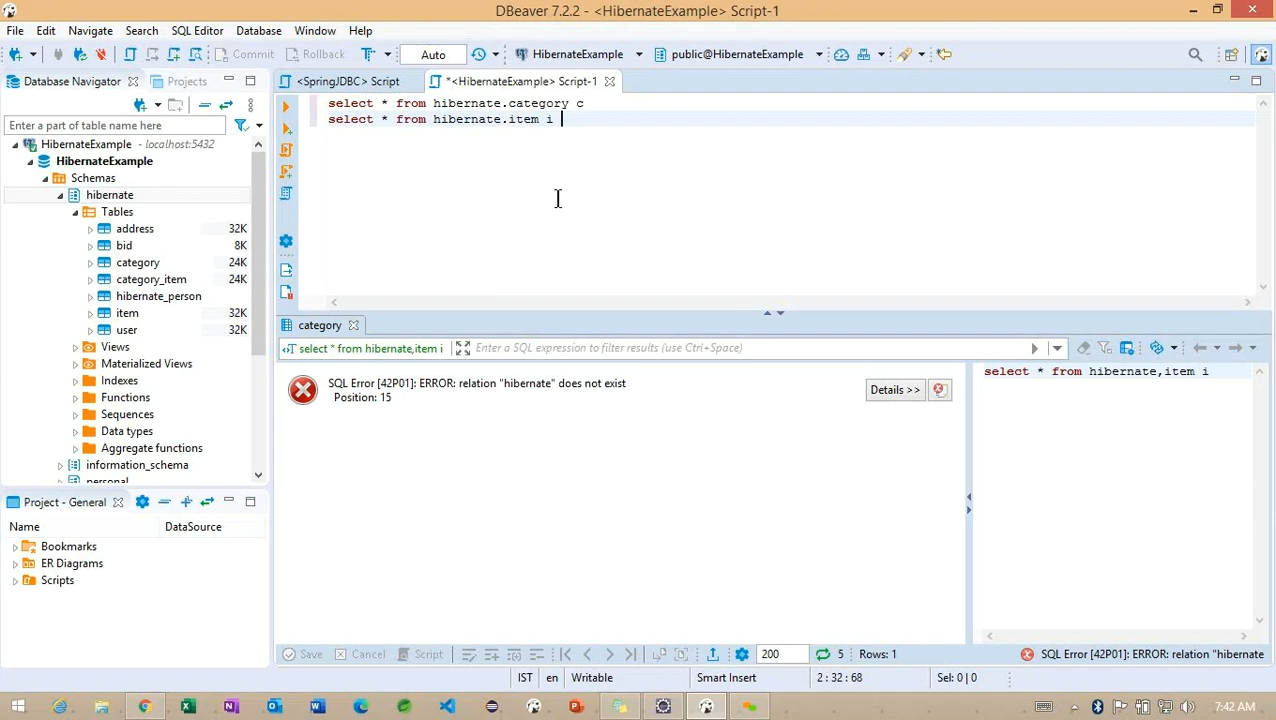 DBeaver 7.2.2 - <HibernateExample> Script-1
File Edit Navigate Search SQL Editor Database Window Help
Commit Rollback Auto HibernateExample public@HibernateExample
Database Navigator Projects
<SpringJDBC> Script *<HibernateExample> Script-1
Enter a part of table name here
HibernateExample - localhost:5432
HibernateExample
Schemas
hibernate
Tables
address 32K
bid 8K
category 24K
category_item 24K
hibernate_person
item 32K
user 32K
Views
Materialized Views
Indexes
Functions
Sequences
Data types
Aggregate functions
information_schema
personal
select * from hibernate.category c
select * from hibernate.item i
category
select * from hibernate,item i Enter a SQL expression to filter results (use Ctrl+Space)
SQL Error [42P01]: ERROR: relation "hibernate" does not exist
Position: 15
Details >>
select * from hibernate,item i
Project - General
Name DataSource
Bookmarks
ER Diagrams
Scripts
Save Cancel Script 200 5 Rows: 1 SQL Error [42P01]: ERROR: relation "hibernate
IST en Writable Smart Insert 2 : 32 : 68 Sel: 0 | 0
7:42 AM